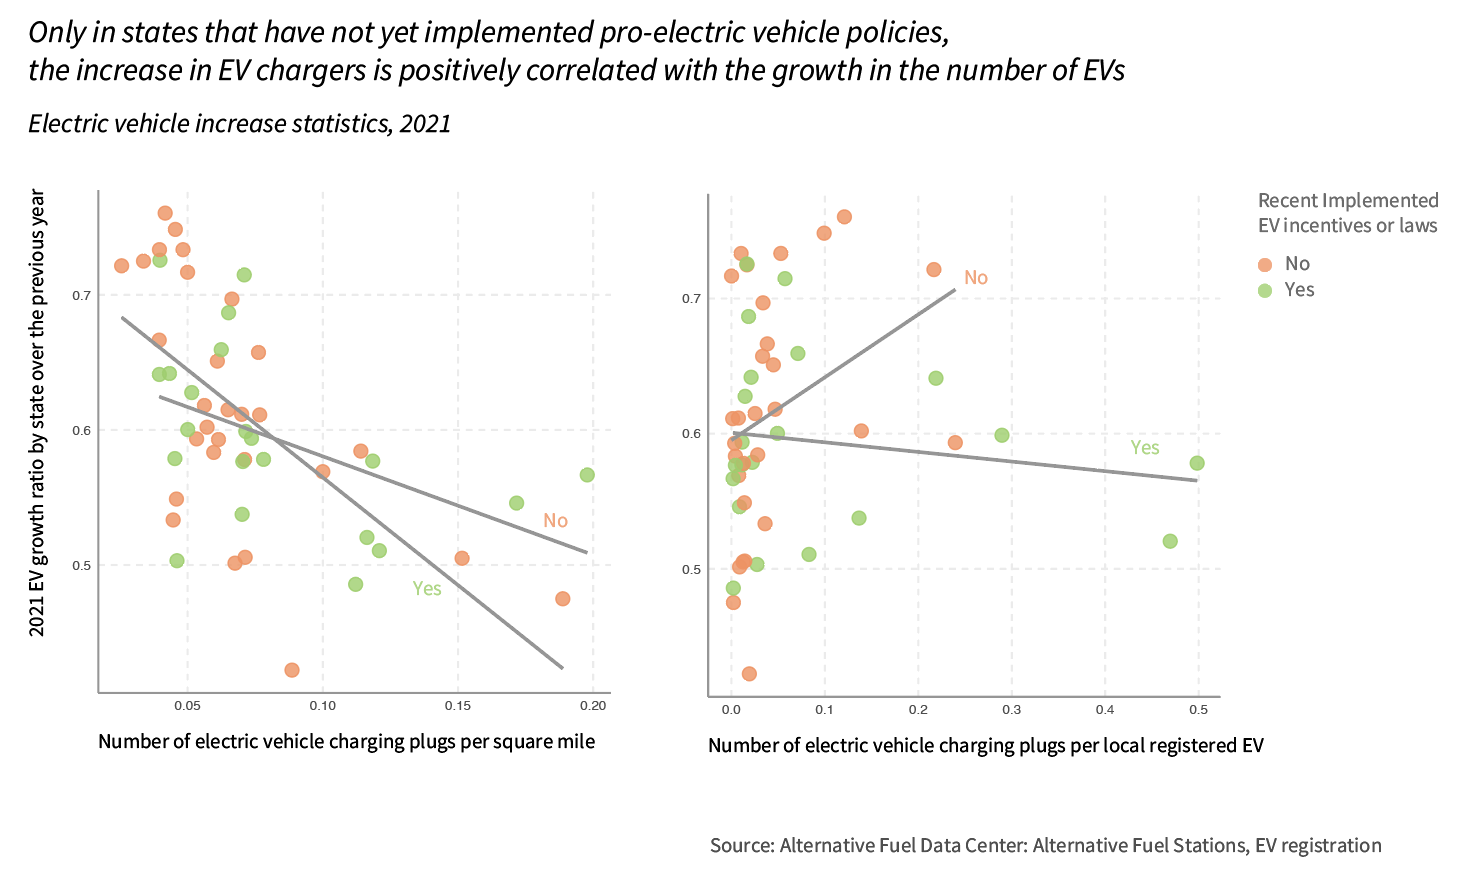 Only in states that have not yet implemented pro-electric vehicle policies,
the increase in EV chargers is positively correlated with the growth in the number of EVs
Electric vehicle increase statistics, 2021
2021 EV growth ratio by state over the previous year
0.7
0.6
0.5
No
Yes
0.05 0.10 0.15 0.20
Number of electric vehicle charging plugs per square mile
0.7
0.6
0.5
No
Yes
0.0 0.1 0.2 0.3 0.4 0.5
Number of electric vehicle charging plugs per local registered EV
Recent Implemented
EV incentives or laws
No
Yes
Source: Alternative Fuel Data Center: Alternative Fuel Stations, EV registration